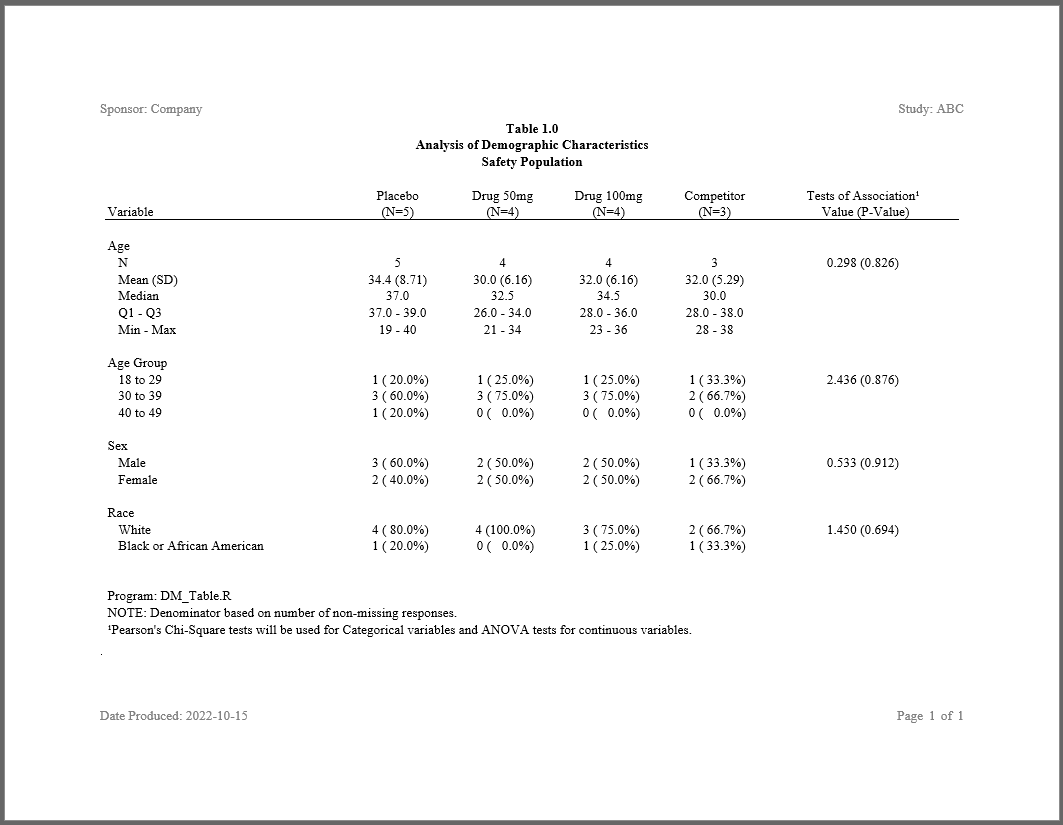 Sponsor: Company Study: ABC
Table 1.0
Analysis of Demographic Characteristics
Safety Population
Placebo Drug 50mg Drug 100mg Competitor Tests of Association¹
Variable (N=5) (N=4) (N=4) (N=3) Value (P-Value)
Age
N 5 4 4 3 0.298 (0.826)
Mean (SD) 34.4 (8.71) 30.0 (6.16) 32.0 (6.16) 32.0 (5.29)
Median 37.0 32.5 34.5 30.0
Q1 - Q3 37.0 - 39.0 26.0 - 34.0 28.0 - 36.0 28.0 - 38.0
Min - Max 19 - 40 21 - 34 23 - 36 28 - 38
Age Group
18 to 29 1 ( 20.0%) 1 ( 25.0%) 1 ( 25.0%) 1 ( 33.3%) 2.436 (0.876)
30 to 39 3 ( 60.0%) 3 ( 75.0%) 3 ( 75.0%) 2 ( 66.7%)
40 to 49 1 ( 20.0%) 0 ( 0.0%) 0 ( 0.0%) 0 ( 0.0%)
Sex
Male 3 ( 60.0%) 2 ( 50.0%) 2 ( 50.0%) 1 ( 33.3%) 0.533 (0.912)
Female 2 ( 40.0%) 2 ( 50.0%) 2 ( 50.0%) 2 ( 66.7%)
Race
White 4 ( 80.0%) 4 (100.0%) 3 ( 75.0%) 2 ( 66.7%) 1.450 (0.694)
Black or African American 1 ( 20.0%) 0 ( 0.0%) 1 ( 25.0%) 1 ( 33.3%)
Program: DM_Table.R
NOTE: Denominator based on number of non-missing responses.
¹Pearson's Chi-Square tests will be used for Categorical variables and ANOVA tests for continuous variables.
.
Date Produced: 2022-10-15 Page 1 of 1